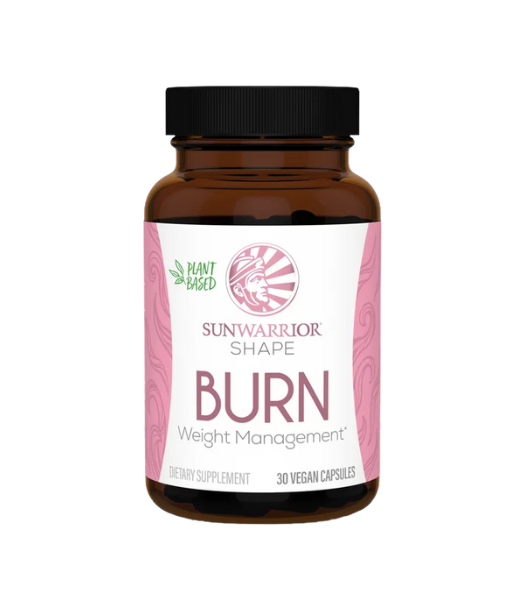 PLANT
BASED
SUNWARRIOR®
SHAPE
BURN
Weight Management*
DIETARY SUPPLEMENT 30 VEGAN CAPSULES